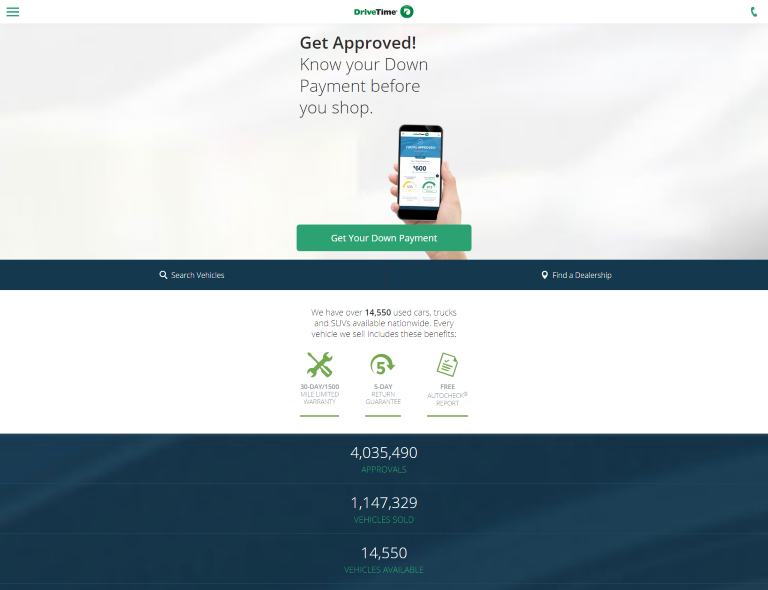 DriveTime
Get Approved!
Know your Down
Payment before
you shop.
$600
Get Your Down Payment
Search Vehicles
Find a Dealership
We have over 14,550 used cars, trucks
and SUVs available nationwide. Every
vehicle we sell includes these benefits:
5
30-DAY/1500
MILE LIMITED
WARRANTY
5-DAY
RETURN
GUARANTEE
FREE
AUTOCHECK®
REPORT
4,035,490
APPROVALS
1,147,329
VEHICLES SOLD
14,550
VEHICLES AVAILABLE